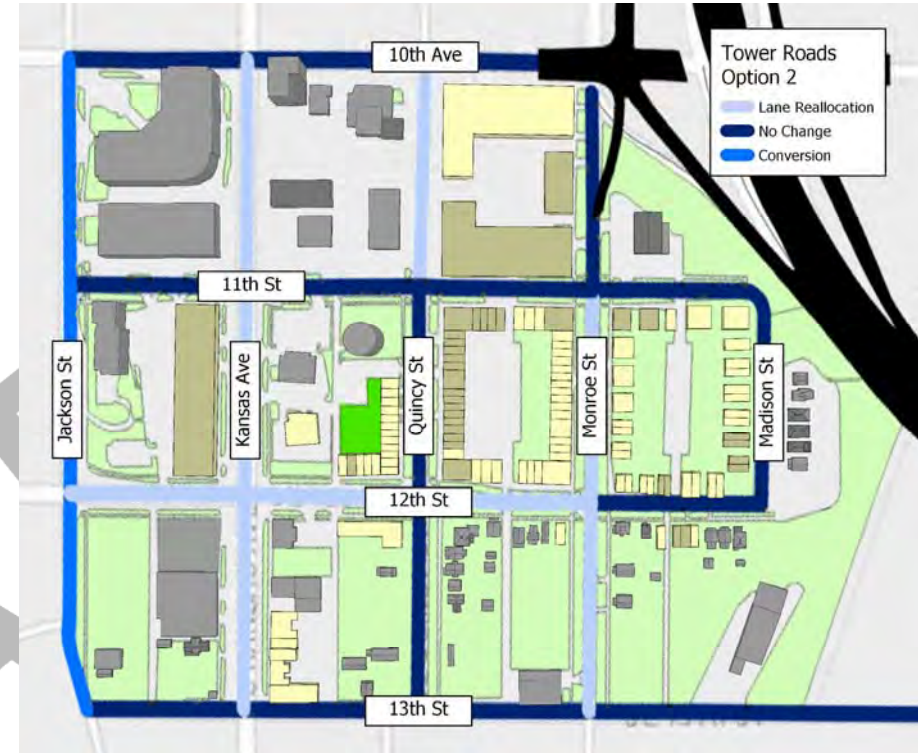 10th Ave
Tower Roads
Option 2
Lane Reallocation
No Change
Conversion
11th St
Jackson St
Kansas Ave
Quincy St
Monroe St
Madison St
12th St
13th St